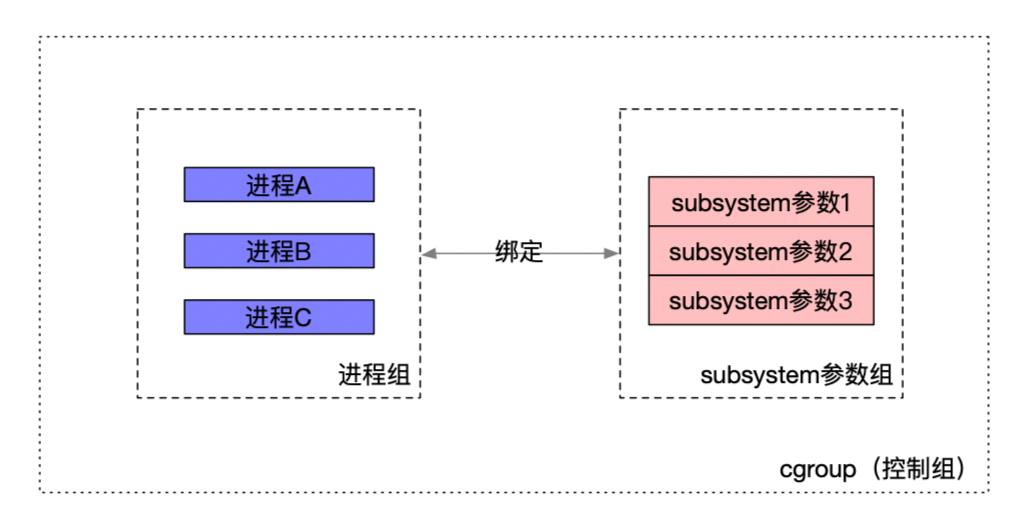 进程A
进程B
进程C
进程组
绑定
subsystem参数1
subsystem参数2
subsystem参数3
subsystem参数组
cgroup（控制组）